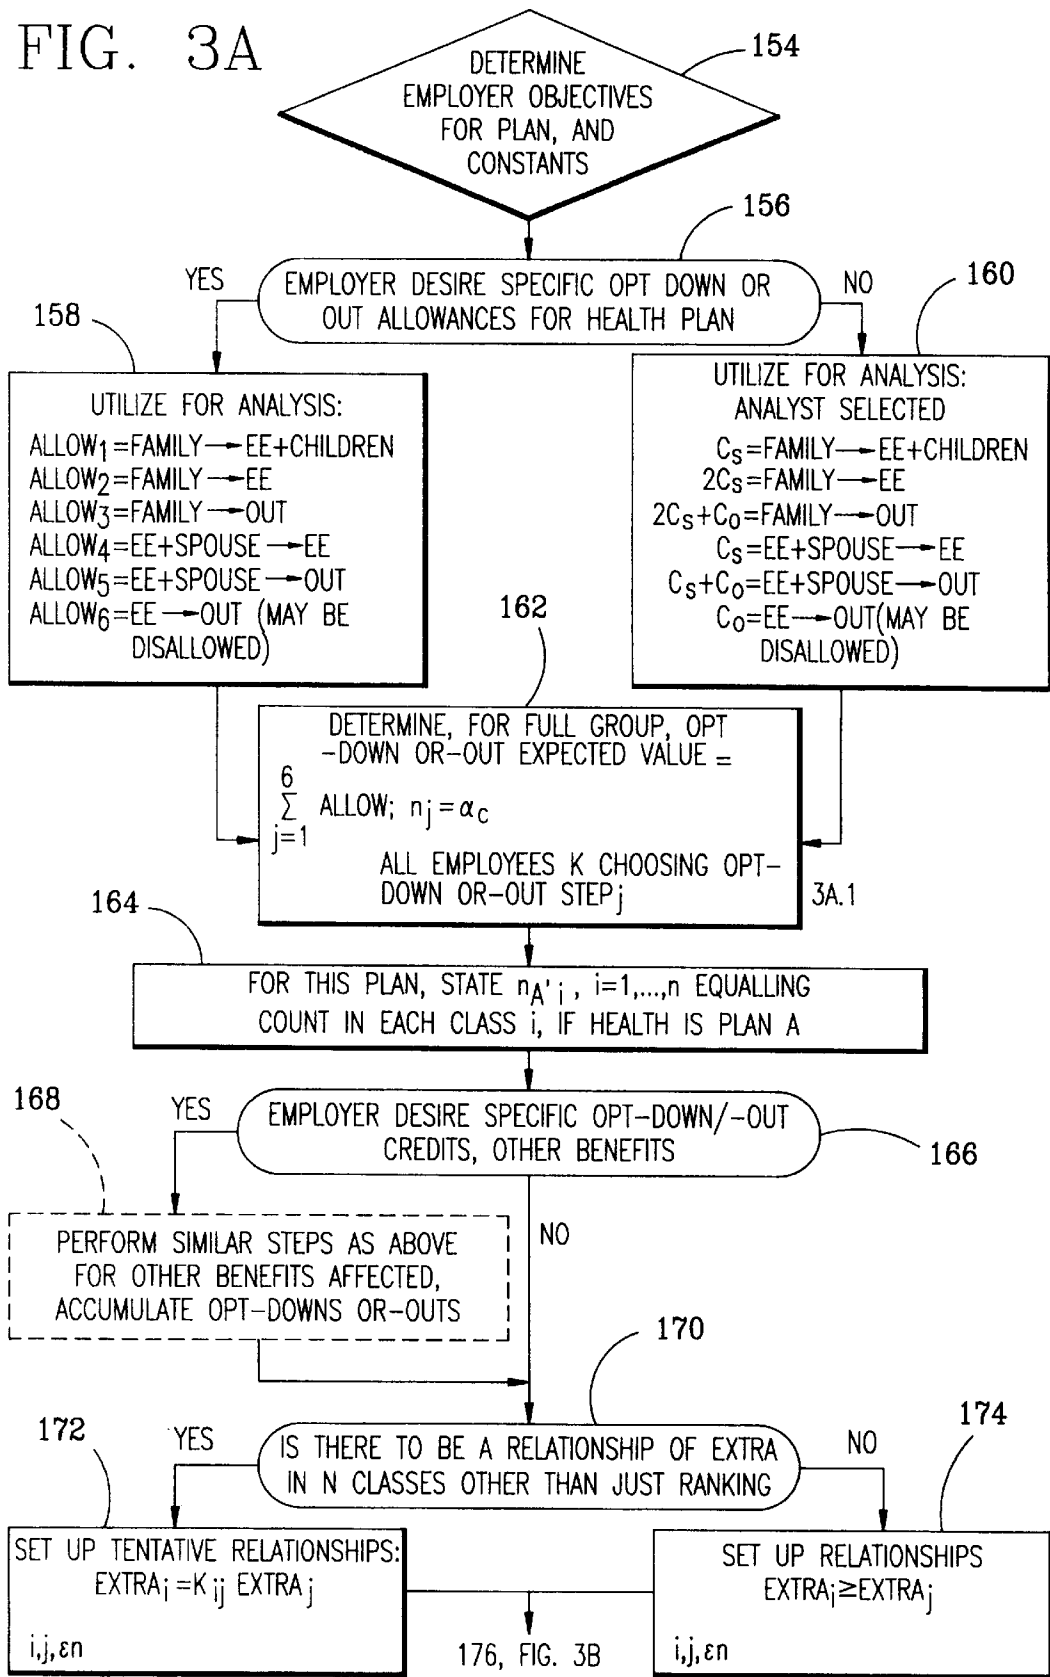 FIG. 3A
DETERMINE
EMPLOYER OBJECTIVES
FOR PLAN, AND
CONSTANTS
154
156
YES
EMPLOYER DESIRE SPECIFIC OPT DOWN OR
OUT ALLOWANCES FOR HEALTH PLAN
NO
160
158
UTILIZE FOR ANALYSIS:
ALLOW₁=FAMILY→EE+CHILDREN
ALLOW₂=FAMILY→EE
ALLOW₃=FAMILY→OUT
ALLOW₄=EE+SPOUSE→EE
ALLOW₅=EE+SPOUSE→OUT
ALLOW₆=EE→OUT (MAY BE
DISALLOWED)
UTILIZE FOR ANALYSIS:
ANALYST SELECTED
Cs=FAMILY→EE+CHILDREN
2Cs=FAMILY→EE
2Cs+Co=FAMILY→OUT
Cs=EE+SPOUSE→EE
Cs+Co=EE+SPOUSE→OUT
Co=EE→OUT(MAY BE
DISALLOWED)
162
DETERMINE, FOR FULL GROUP, OPT
-DOWN OR-OUT EXPECTED VALUE =
6
Σ ALLOW; nj=αc
j=1
ALL EMPLOYEES K CHOOSING OPT-
DOWN OR-OUT STEPj
3A.1
164
FOR THIS PLAN, STATE nA'i, i=1,...,n EQUALLING
COUNT IN EACH CLASS i, IF HEALTH IS PLAN A
168
YES
EMPLOYER DESIRE SPECIFIC OPT-DOWN/-OUT
CREDITS, OTHER BENEFITS
166
NO
PERFORM SIMILAR STEPS AS ABOVE
FOR OTHER BENEFITS AFFECTED,
ACCUMULATE OPT-DOWNS OR-OUTS
170
172
YES
IS THERE TO BE A RELATIONSHIP OF EXTRA
IN N CLASSES OTHER THAN JUST RANKING
NO
174
SET UP TENTATIVE RELATIONSHIPS:
EXTRAi=Kij EXTRAj
i,j,εn
SET UP RELATIONSHIPS
EXTRAi≥EXTRAj
i,j,εn
176, FIG. 3B